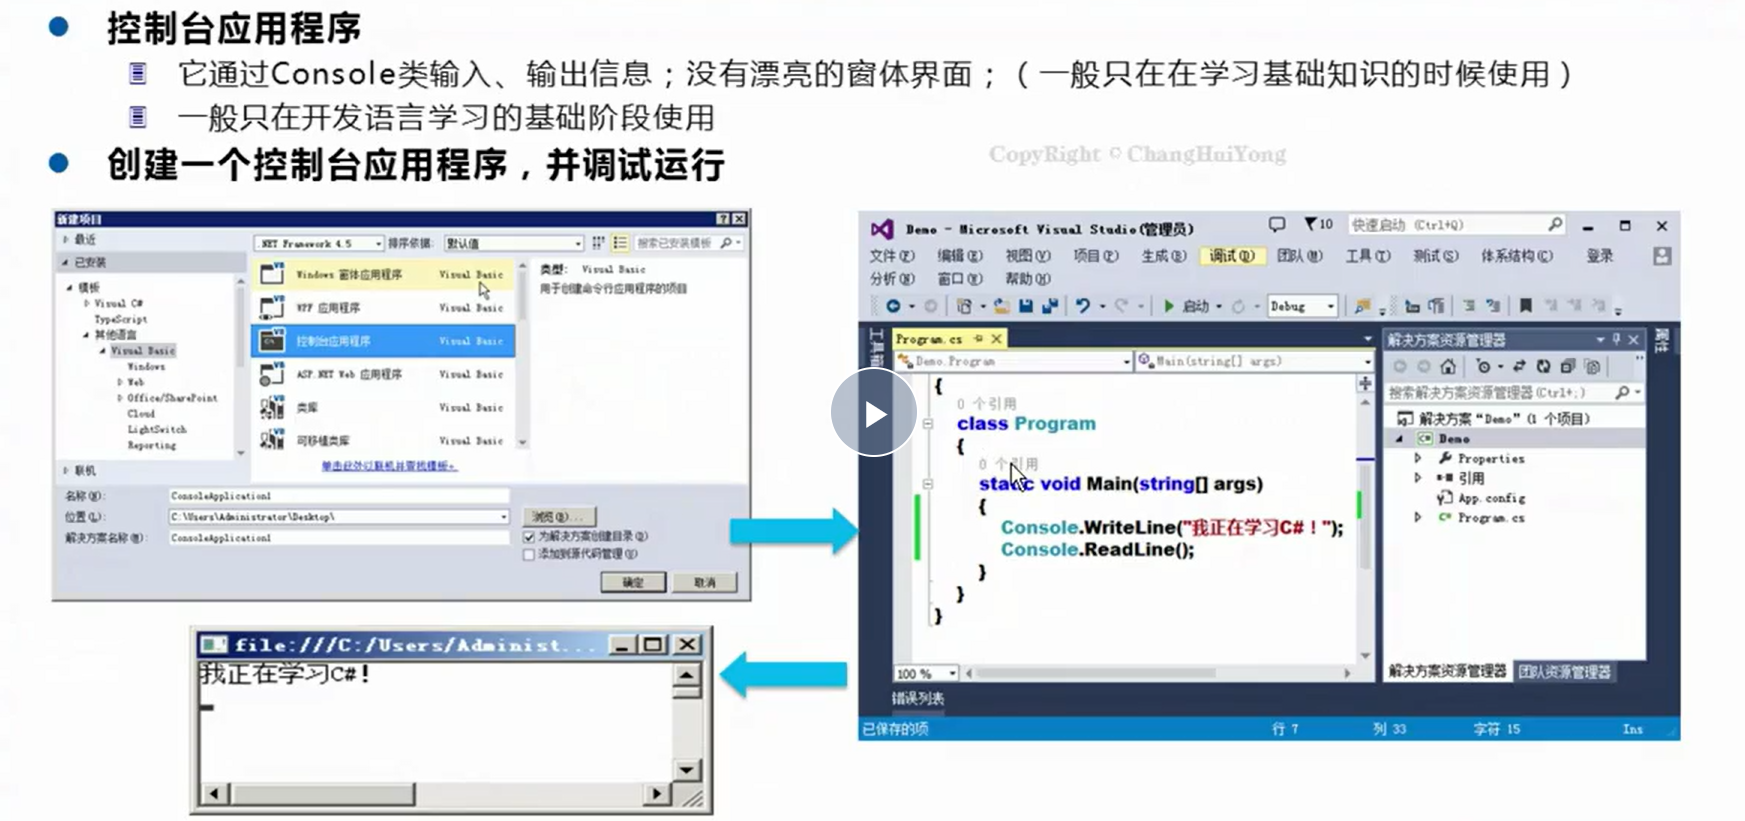 控制台应用程序
它通过Console类输入、输出信息；没有漂亮的窗体界面；（一般只在在学习基础知识的时候使用）
一般只在开发语言学习的基础阶段使用
创建一个控制台应用程序，并调试运行
CopyRight © ChangHuiYong
新建项目
最近
.NET Framework 4.5 排序依据: 默认值 搜索已安装模板
已安装
模板
Visual C#
TypeScript
其他语言
Visual Basic
Windows
Web
Office/SharePoint
Cloud
LightSwitch
Reporting
联机
Windows 窗体应用程序 Visual Basic
WPF 应用程序 Visual Basic
控制台应用程序 Visual Basic
ASP.NET Web 应用程序 Visual Basic
类库 Visual Basic
可移植类库 Visual Basic
单击此处以联机并查找模板。
类型: Visual Basic
用于创建命令行应用程序的项目
名称(N): ConsoleApplication1
位置(L): C:\Users\Administrator\Desktop\ 浏览(B)...
解决方案名称(M): ConsoleApplication1
为解决方案创建目录(D)
添加到源代码管理(U)
确定 取消
Demo - Microsoft Visual Studio(管理员) 10 快速启动 (Ctrl+Q)
文件(F) 编辑(E) 视图(V) 项目(P) 生成(B) 调试(D) 团队(M) 工具(T) 测试(S) 体系结构(C) 登录
分析(N) 窗口(W) 帮助(H)
启动 Debug
工具箱
Program.cs
Demo.Program Main(string[] args)
{
0 个引用
class Program
{
0 个引用
static void Main(string[] args)
{
Console.WriteLine("我正在学习C#！");
Console.ReadLine();
}
}
}
100 %
错误列表
解决方案资源管理器
属性
搜索解决方案资源管理器(Ctrl+;)
解决方案“Demo”(1 个项目)
C# Demo
Properties
引用
App.config
C# Program.cs
解决方案资源管理器 团队资源管理器
已保存的项 行 7 列 33 字符 15 Ins
file:///C:/Users/Administ...
我正在学习C#！